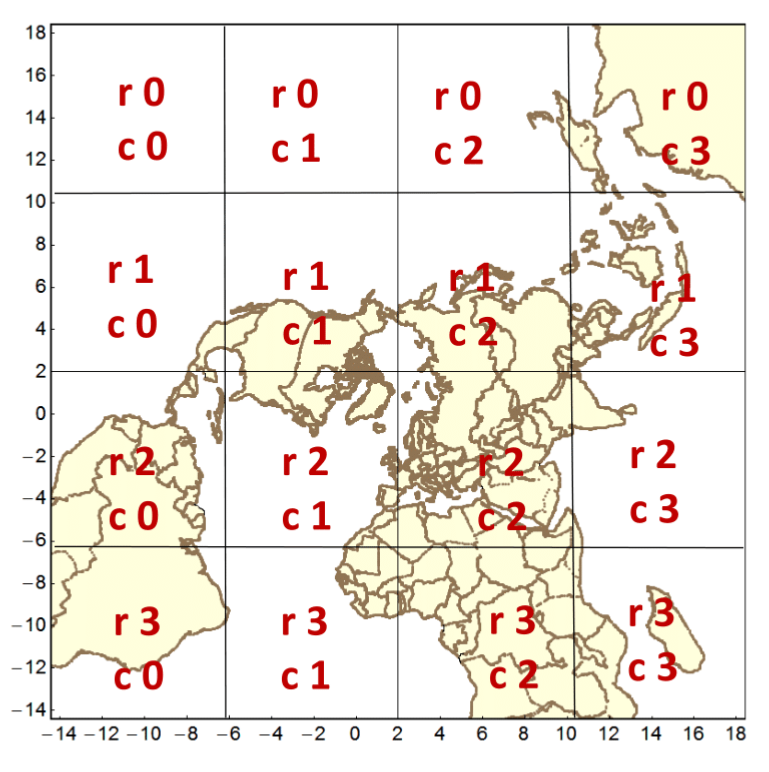 18
16
14
12
10
8
6
4
2
0
−2
−4
−6
−8
−10
−12
−14
r 0 r 0 r 0 r 0
c 0 c 1 c 2 c 3
r 1 r 1 r 1 r 1
c 0 c 1 c 2 c 3
r 2 r 2 r 2 r 2
c 0 c 1 c 2 c 3
r 3 r 3 r 3 r 3
c 0 c 1 c 2 c 3
−14 −12 −10 −8 −6 −4 −2 0 2 4 6 8 10 12 14 16 18